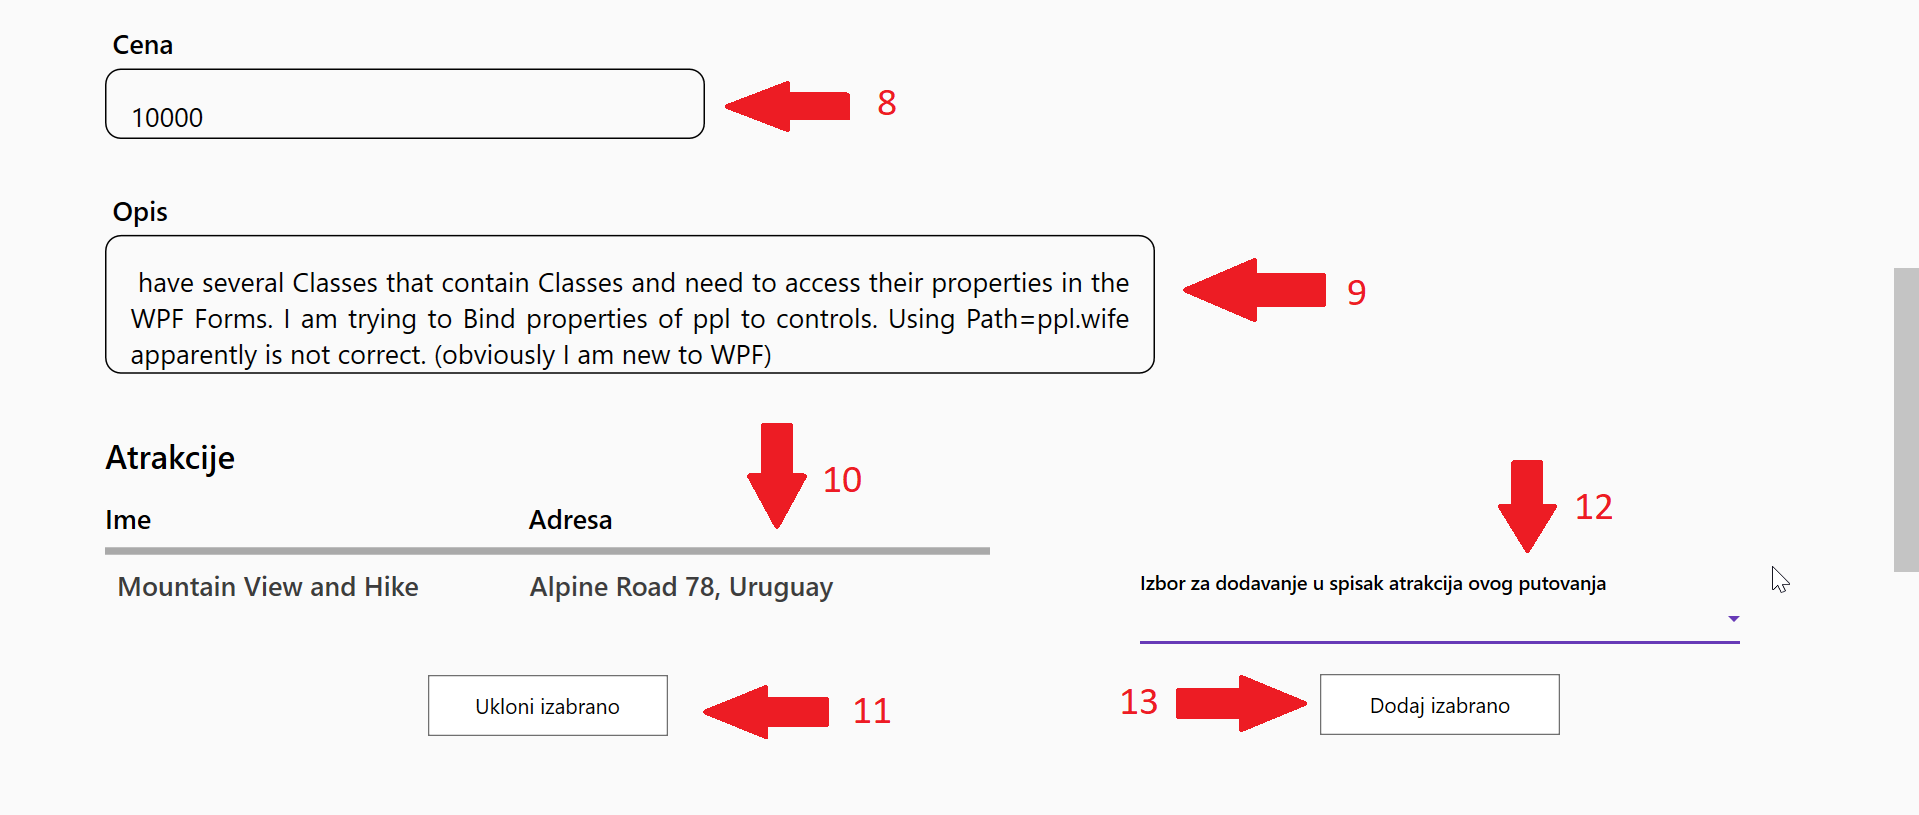 Cena
10000
8
Opis
have several Classes that contain Classes and need to access their properties in the
WPF Forms. I am trying to Bind properties of ppl to controls. Using Path=ppl.wife
apparently is not correct. (obviously I am new to WPF)
9
Atrakcije
10
Ime Adresa
Mountain View and Hike Alpine Road 78, Uruguay
Ukloni izabrano
11
12
Izbor za dodavanje u spisak atrakcija ovog putovanja
13
Dodaj izabrano